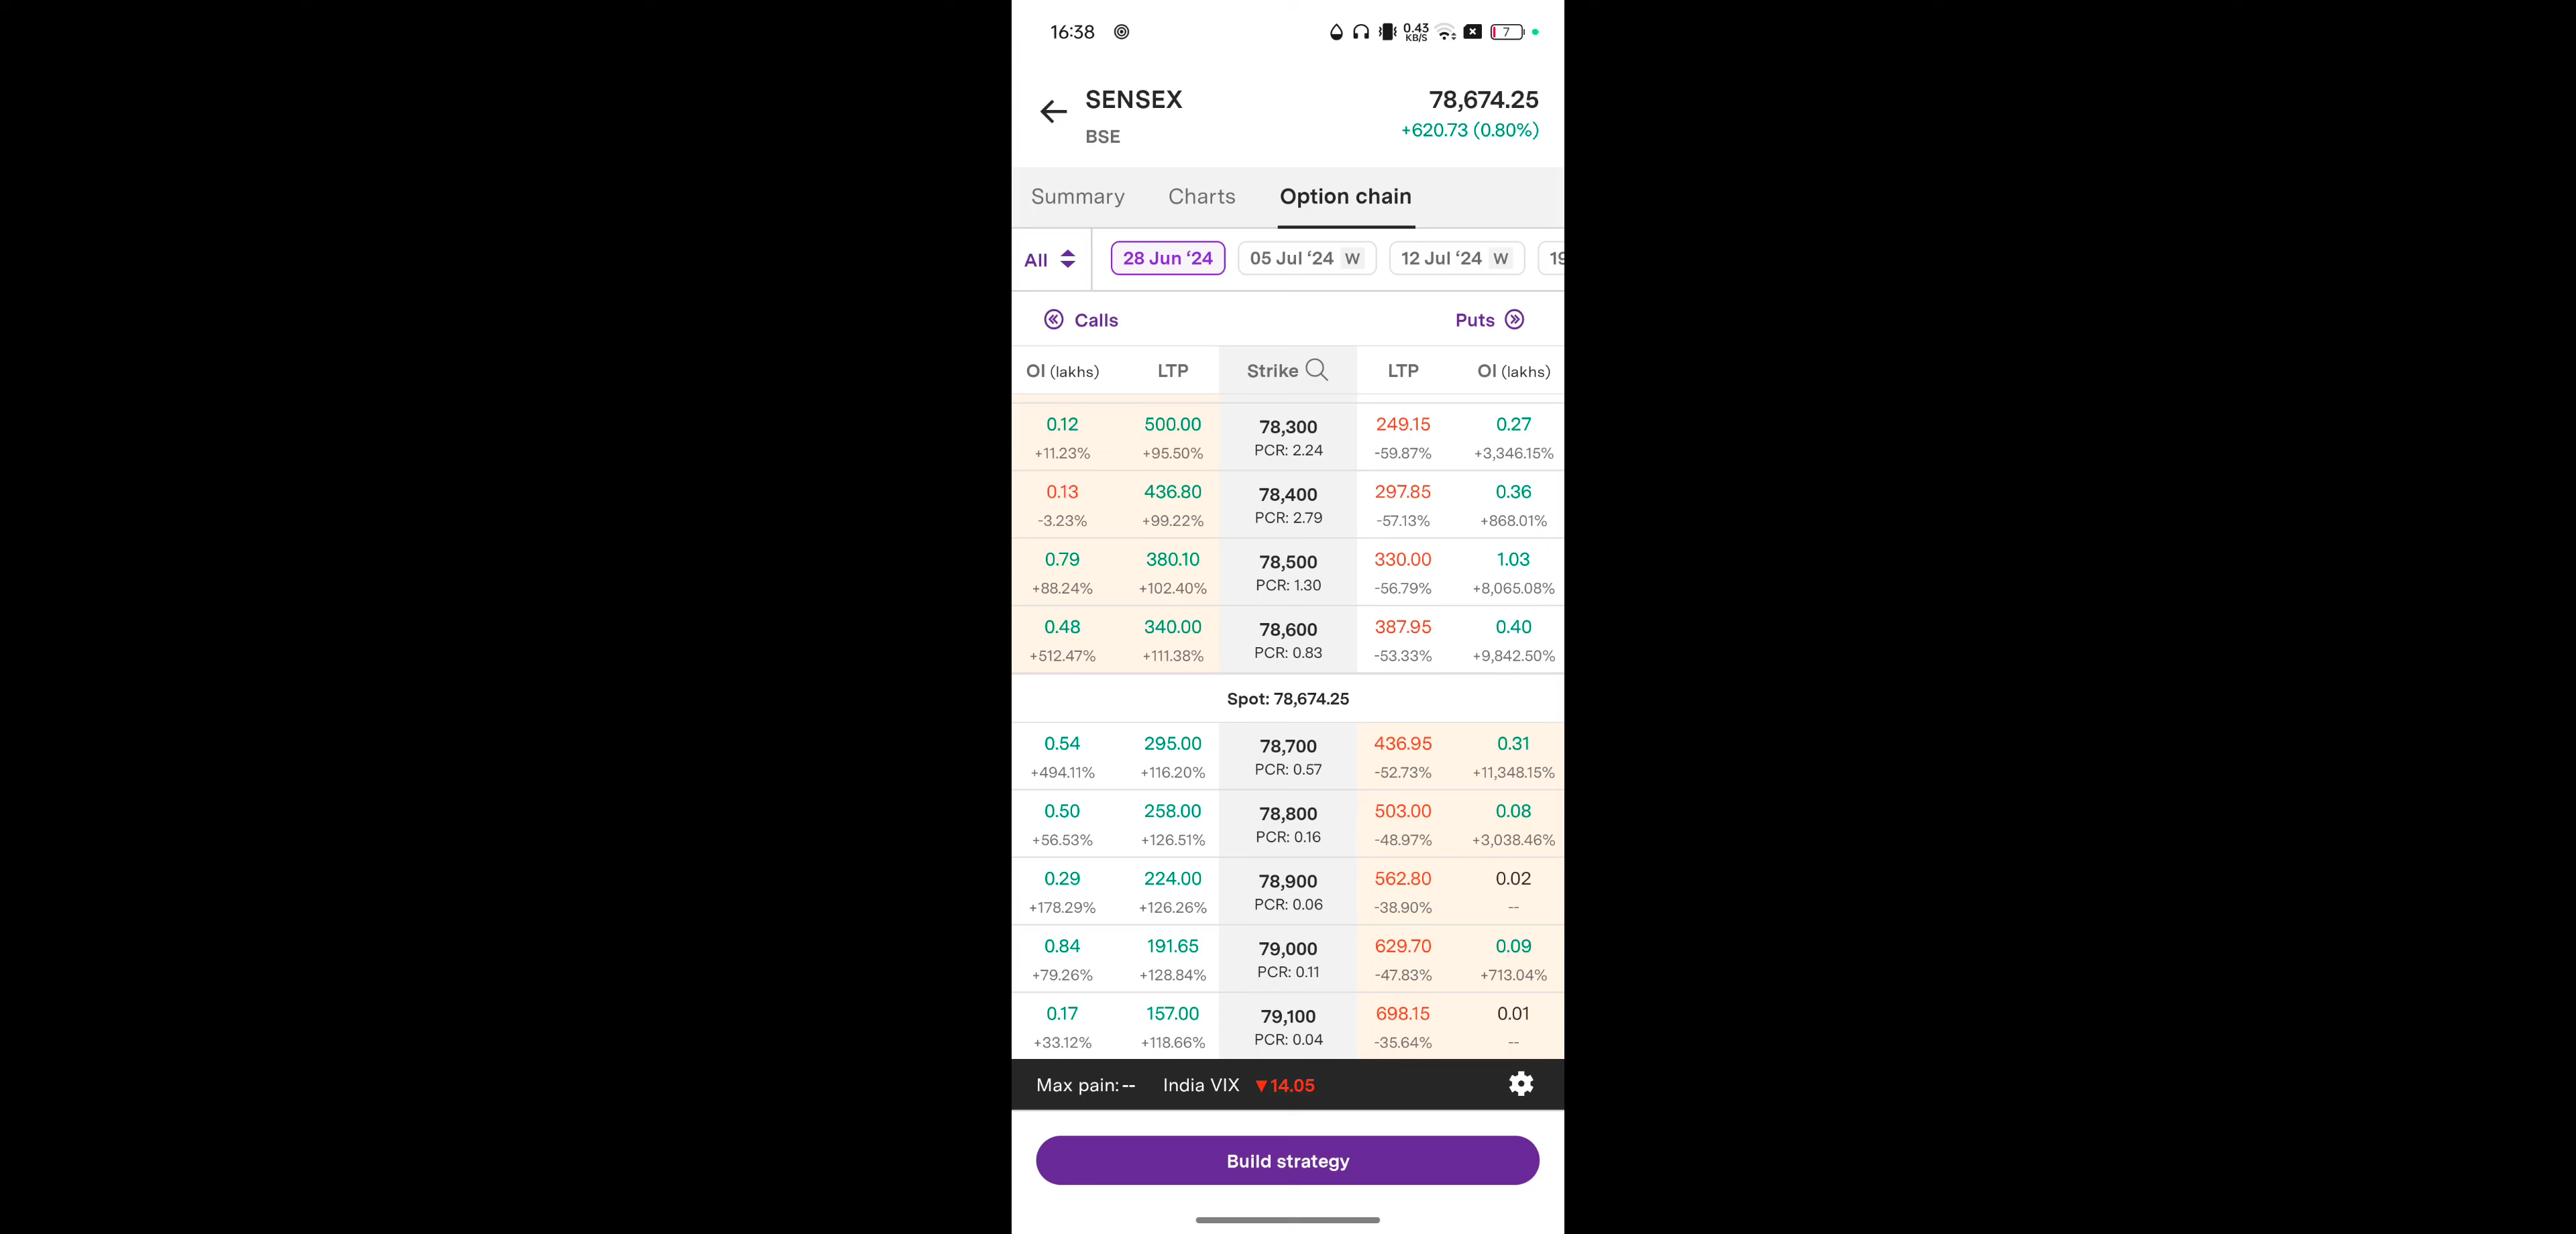 16:38 0.43 KB/S 7
SENSEX 78,674.25
BSE +620.73 (0.80%)
Summary Charts Option chain
All 28 Jun ‘24 05 Jul ‘24 W 12 Jul ‘24 W 19
Calls Puts
OI (lakhs) LTP Strike LTP OI (lakhs)
0.12 500.00 78,300 249.15 0.27
+11.23% +95.50% PCR: 2.24 -59.87% +3,346.15%
0.13 436.80 78,400 297.85 0.36
-3.23% +99.22% PCR: 2.79 -57.13% +868.01%
0.79 380.10 78,500 330.00 1.03
+88.24% +102.40% PCR: 1.30 -56.79% +8,065.08%
0.48 340.00 78,600 387.95 0.40
+512.47% +111.38% PCR: 0.83 -53.33% +9,842.50%
Spot: 78,674.25
0.54 295.00 78,700 436.95 0.31
+494.11% +116.20% PCR: 0.57 -52.73% +11,348.15%
0.50 258.00 78,800 503.00 0.08
+56.53% +126.51% PCR: 0.16 -48.97% +3,038.46%
0.29 224.00 78,900 562.80 0.02
+178.29% +126.26% PCR: 0.06 -38.90% --
0.84 191.65 79,000 629.70 0.09
+79.26% +128.84% PCR: 0.11 -47.83% +713.04%
0.17 157.00 79,100 698.15 0.01
+33.12% +118.66% PCR: 0.04 -35.64% --
Max pain: -- India VIX ▼14.05
Build strategy